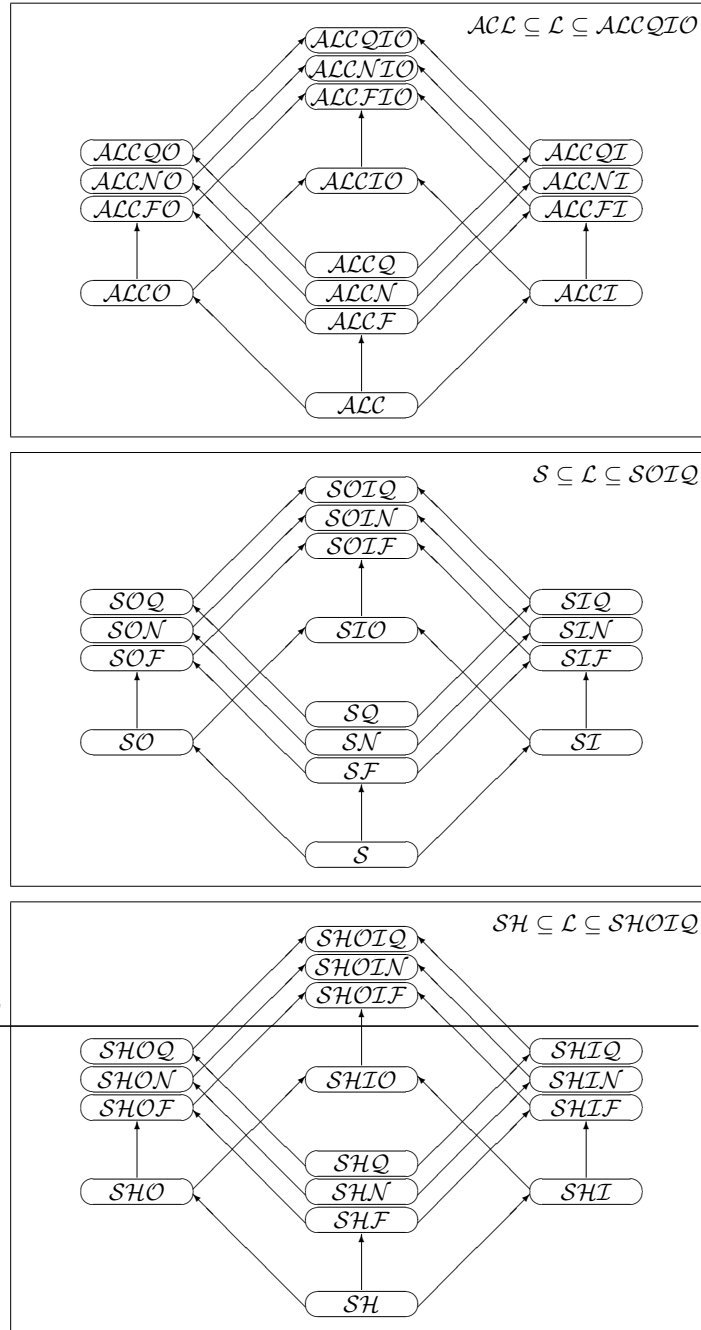 𝒜𝒞ℒ ⊆ ℒ ⊆ 𝒜ℒ𝒞𝒬ℐ𝒪
𝒜ℒ𝒞𝒬ℐ𝒪
𝒜ℒ𝒞𝒩ℐ𝒪
𝒜ℒ𝒞ℱℐ𝒪
𝒜ℒ𝒞𝒬𝒪 𝒜ℒ𝒞𝒬ℐ
𝒜ℒ𝒞𝒩𝒪 𝒜ℒ𝒞ℐ𝒪 𝒜ℒ𝒞𝒩ℐ
𝒜ℒ𝒞ℱ𝒪 𝒜ℒ𝒞ℱℐ
𝒜ℒ𝒞𝒬
𝒜ℒ𝒞𝒪 𝒜ℒ𝒞𝒩 𝒜ℒ𝒞ℐ
𝒜ℒ𝒞ℱ
𝒜ℒ𝒞
𝒮 ⊆ ℒ ⊆ 𝒮𝒪ℐ𝒬
𝒮𝒪ℐ𝒬
𝒮𝒪ℐ𝒩
𝒮𝒪ℐℱ
𝒮𝒪𝒬 𝒮ℐ𝒬
𝒮𝒪𝒩 𝒮ℐ𝒪 𝒮ℐ𝒩
𝒮𝒪ℱ 𝒮ℐℱ
𝒮𝒬
𝒮𝒪 𝒮𝒩 𝒮ℐ
𝒮ℱ
𝒮
𝒮ℋ ⊆ ℒ ⊆ 𝒮ℋ𝒪ℐ𝒬
𝒮ℋ𝒪ℐ𝒬
𝒮ℋ𝒪ℐ𝒩
𝒮ℋ𝒪ℐℱ
𝒮ℋ𝒪𝒬 𝒮ℋℐ𝒬
𝒮ℋ𝒪𝒩 𝒮ℋℐ𝒪 𝒮ℋℐ𝒩
𝒮ℋ𝒪ℱ 𝒮ℋℐℱ
𝒮ℋ𝒬
𝒮ℋ𝒪 𝒮ℋ𝒩 𝒮ℋℐ
𝒮ℋℱ
𝒮ℋ